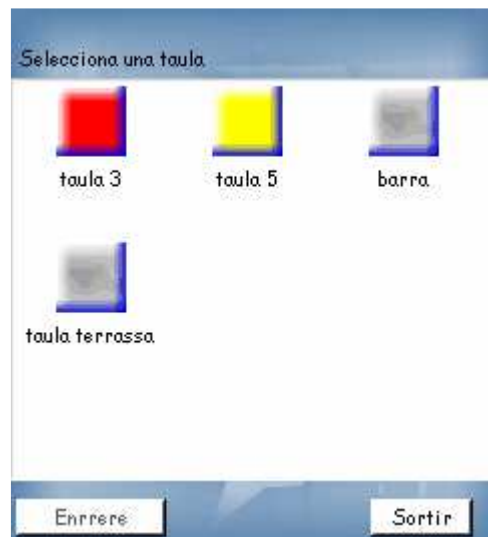 Selecciona una taula
taula 3 taula 5 barra
taula terrassa
Enrrere Sortir